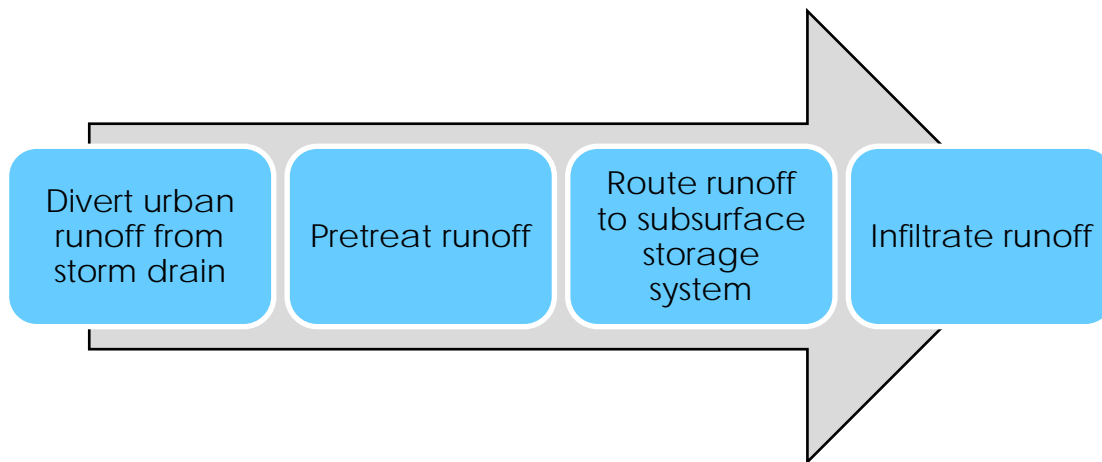 Divert urban
runoff from
storm drain
Pretreat runoff
Route runoff
to subsurface
storage
system
Infiltrate runoff